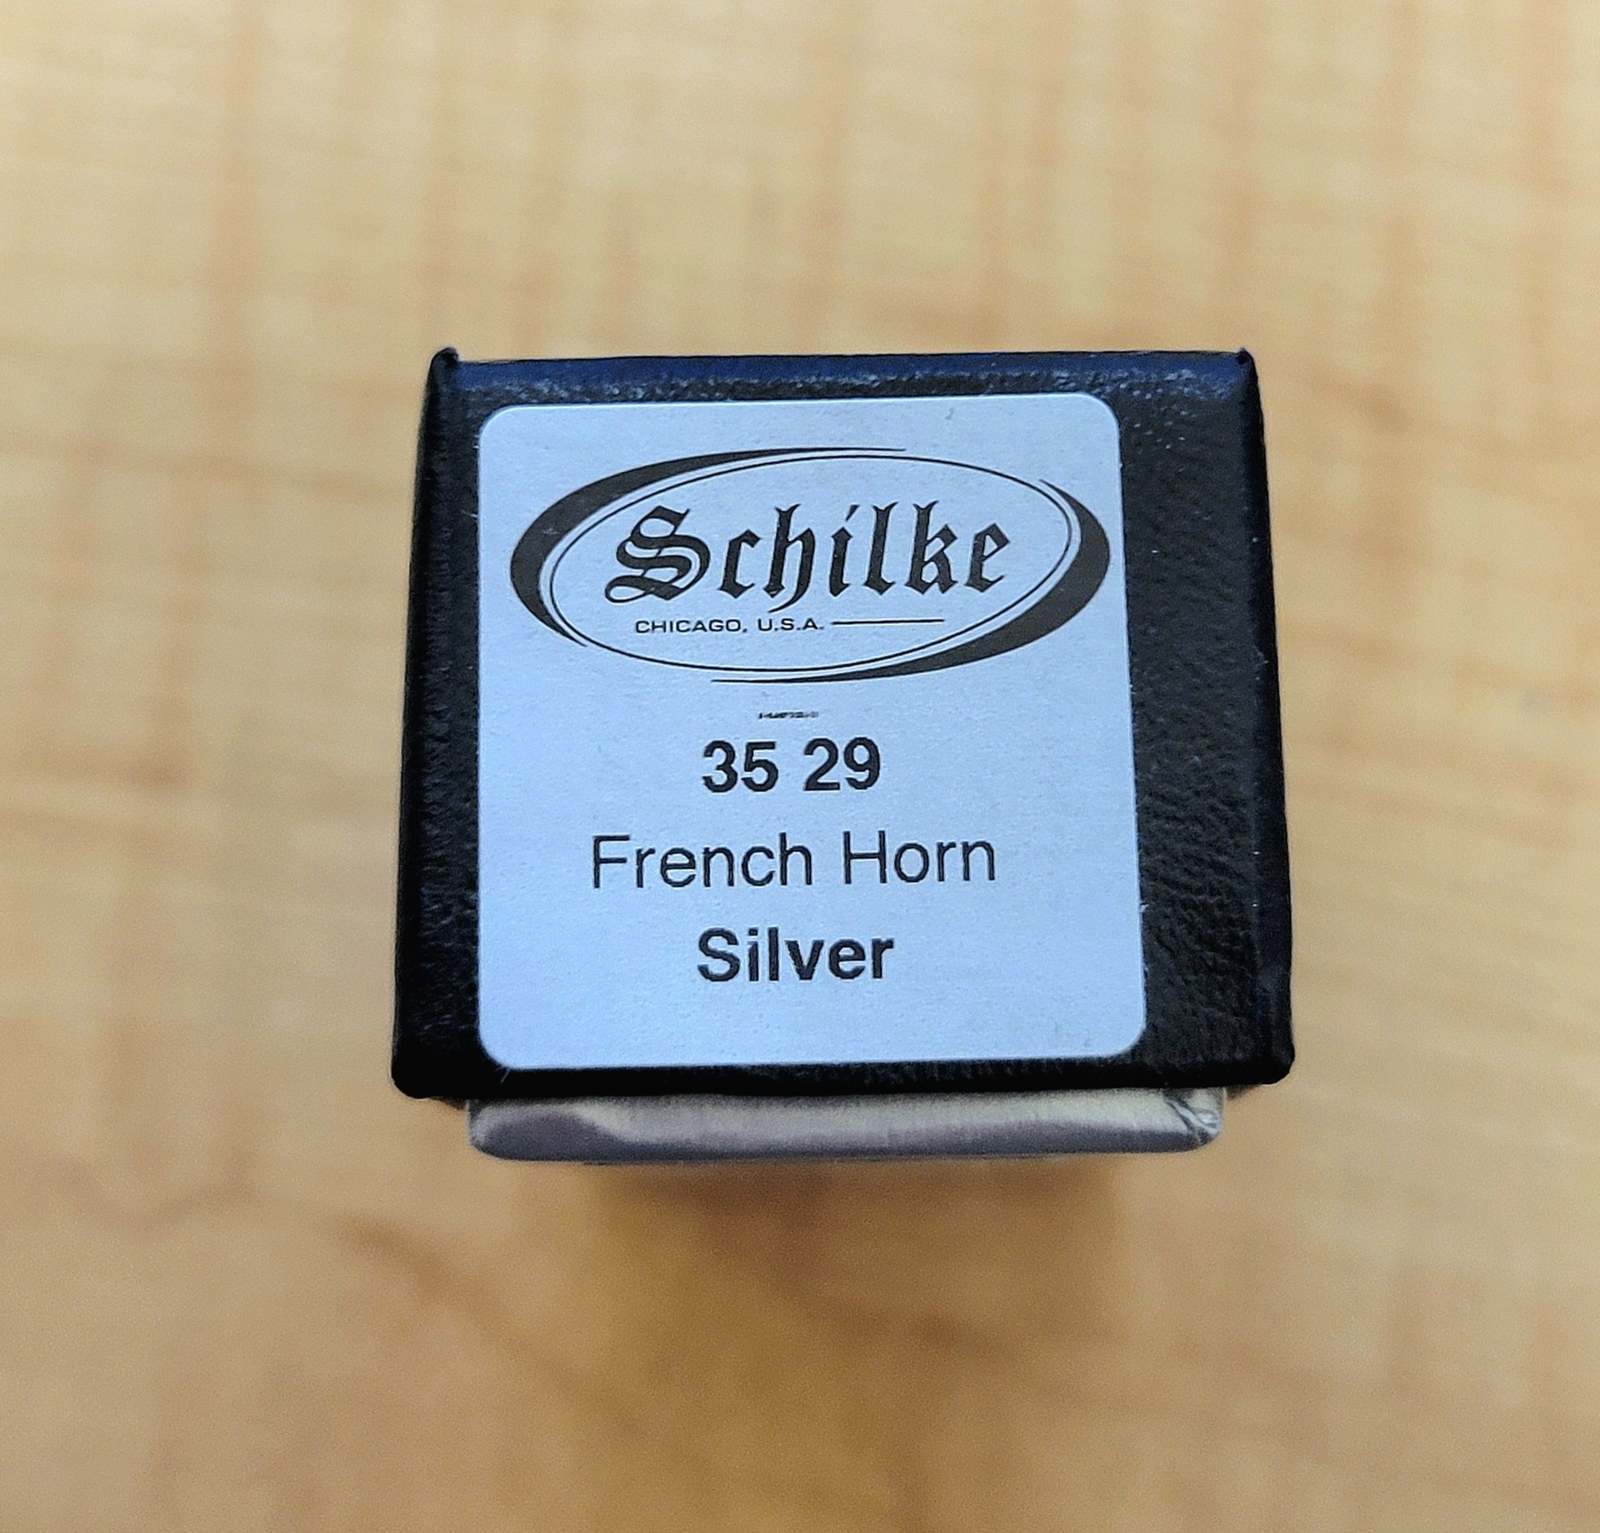 Schilke
CHICAGO, U.S.A.
35 29
French Horn
Silver